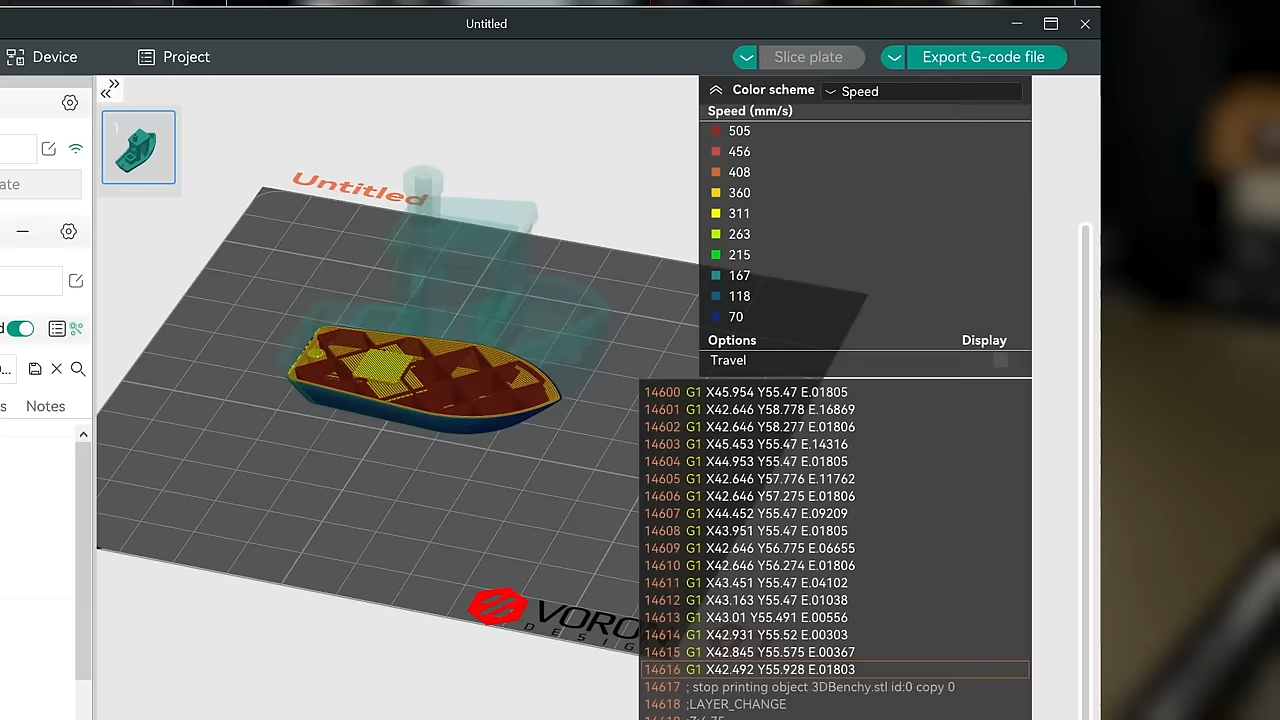 Untitled
Device
Project
Slice plate
Export G-code file
Color scheme
Speed
Speed (mm/s)
505
456
408
360
311
263
215
167
118
70
Options
Display
Travel
1
Untitled
Notes
VORO
DESIG
14600 G1 X45.954 Y55.47 E.01805
14601 G1 X42.646 Y58.778 E.16869
14602 G1 X42.646 Y58.277 E.01806
14603 G1 X45.453 Y55.47 E.14316
14604 G1 X44.953 Y55.47 E.01805
14605 G1 X42.646 Y57.776 E.11762
14606 G1 X42.646 Y57.275 E.01806
14607 G1 X44.452 Y55.47 E.09209
14608 G1 X43.951 Y55.47 E.01805
14609 G1 X42.646 Y56.775 E.06655
14610 G1 X42.646 Y56.274 E.01806
14611 G1 X43.451 Y55.47 E.04102
14612 G1 X43.163 Y55.47 E.01038
14613 G1 X43.01 Y55.491 E.00556
14614 G1 X42.931 Y55.52 E.00303
14615 G1 X42.845 Y55.575 E.00367
14616 G1 X42.492 Y55.928 E.01803
14617 ; stop printing object 3DBenchy.stl id:0 copy 0
14618 ;LAYER_CHANGE